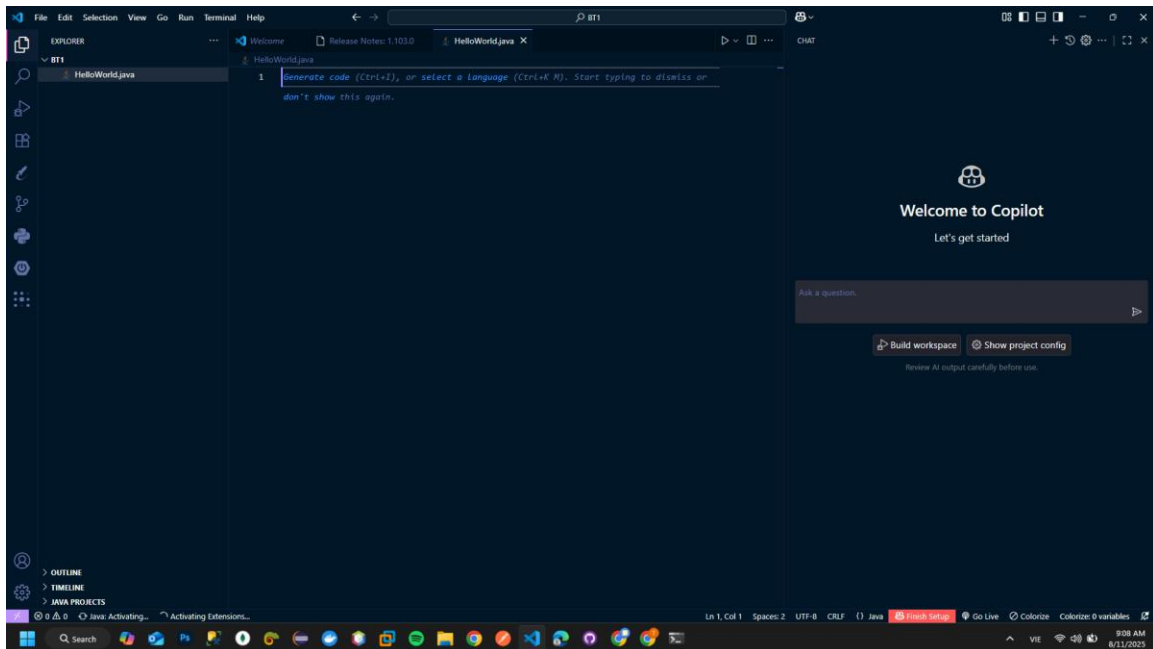 File Edit Selection View Go Run Terminal Help
BT1
EXPLORER
BT1
HelloWorld.java
OUTLINE
TIMELINE
JAVA PROJECTS
Welcome
Release Notes: 1.103.0
HelloWorld.java
HelloWorld.java
1 Generate code (Ctrl+I), or select a language (Ctrl+K M). Start typing to dismiss or
don't show this again.
CHAT
Welcome to Copilot
Let's get started
Ask a question.
Build workspace Show project config
Review AI output carefully before use.
0 0 Java: Activating... Activating Extensions... Ln 1, Col 1 Spaces: 2 UTF-8 CRLF {} Java Finish Setup Go Live Colorize Colorize: 0 variables
Search Ps VIE 9:08 AM
8/11/2025